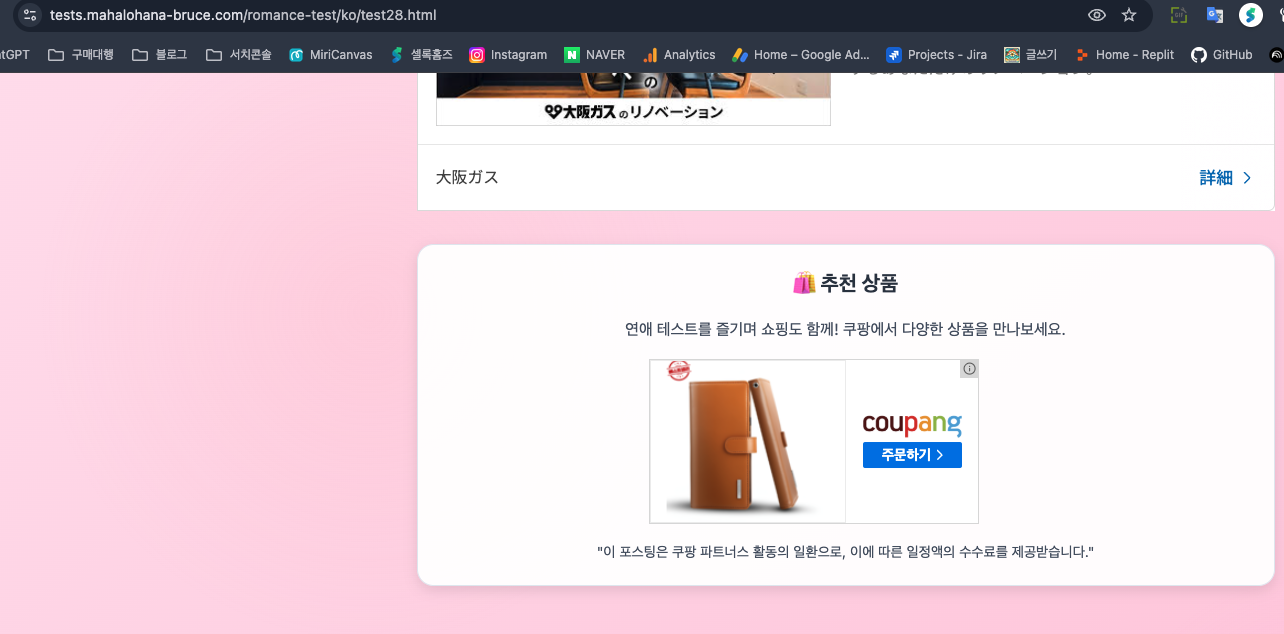 tests.mahalohana-bruce.com/romance-test/ko/test28.html
atGPT 구매대행 블로그 서치콘솔 MiriCanvas 셀록홈즈 Instagram NAVER Analytics Home – Google Ad... Projects - Jira 글쓰기 Home - Replit GitHub
の
大阪ガスのリノベーション
大阪ガス
詳細 >
🛍️ 추천 상품
연애 테스트를 즐기며 쇼핑도 함께! 쿠팡에서 다양한 상품을 만나보세요.
coupang
주문하기 >
"이 포스팅은 쿠팡 파트너스 활동의 일환으로, 이에 따른 일정액의 수수료를 제공받습니다."